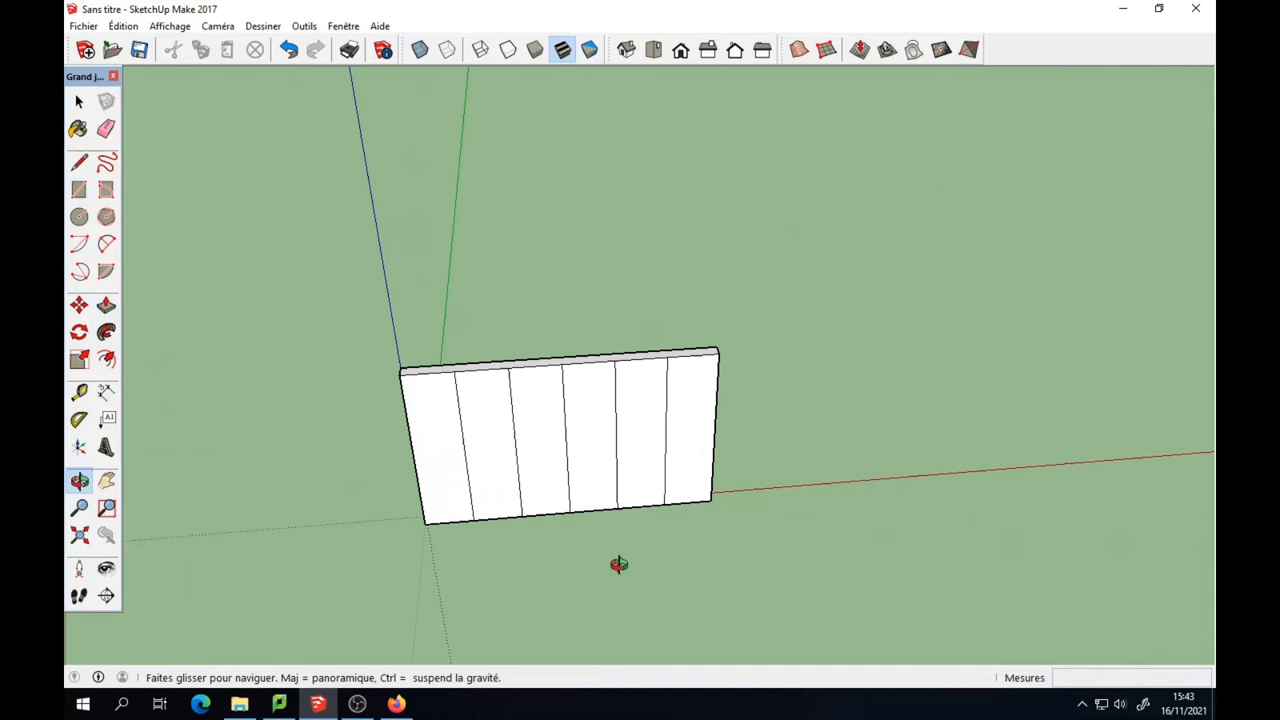 Sans titre - SketchUp Make 2017
Fichier Édition Affichage Caméra Dessiner Outils Fenêtre Aide
Grand j...
A1
Faites glisser pour naviguer. Maj = panoramique, Ctrl = suspend la gravité.
Mesures
15:43
16/11/2021